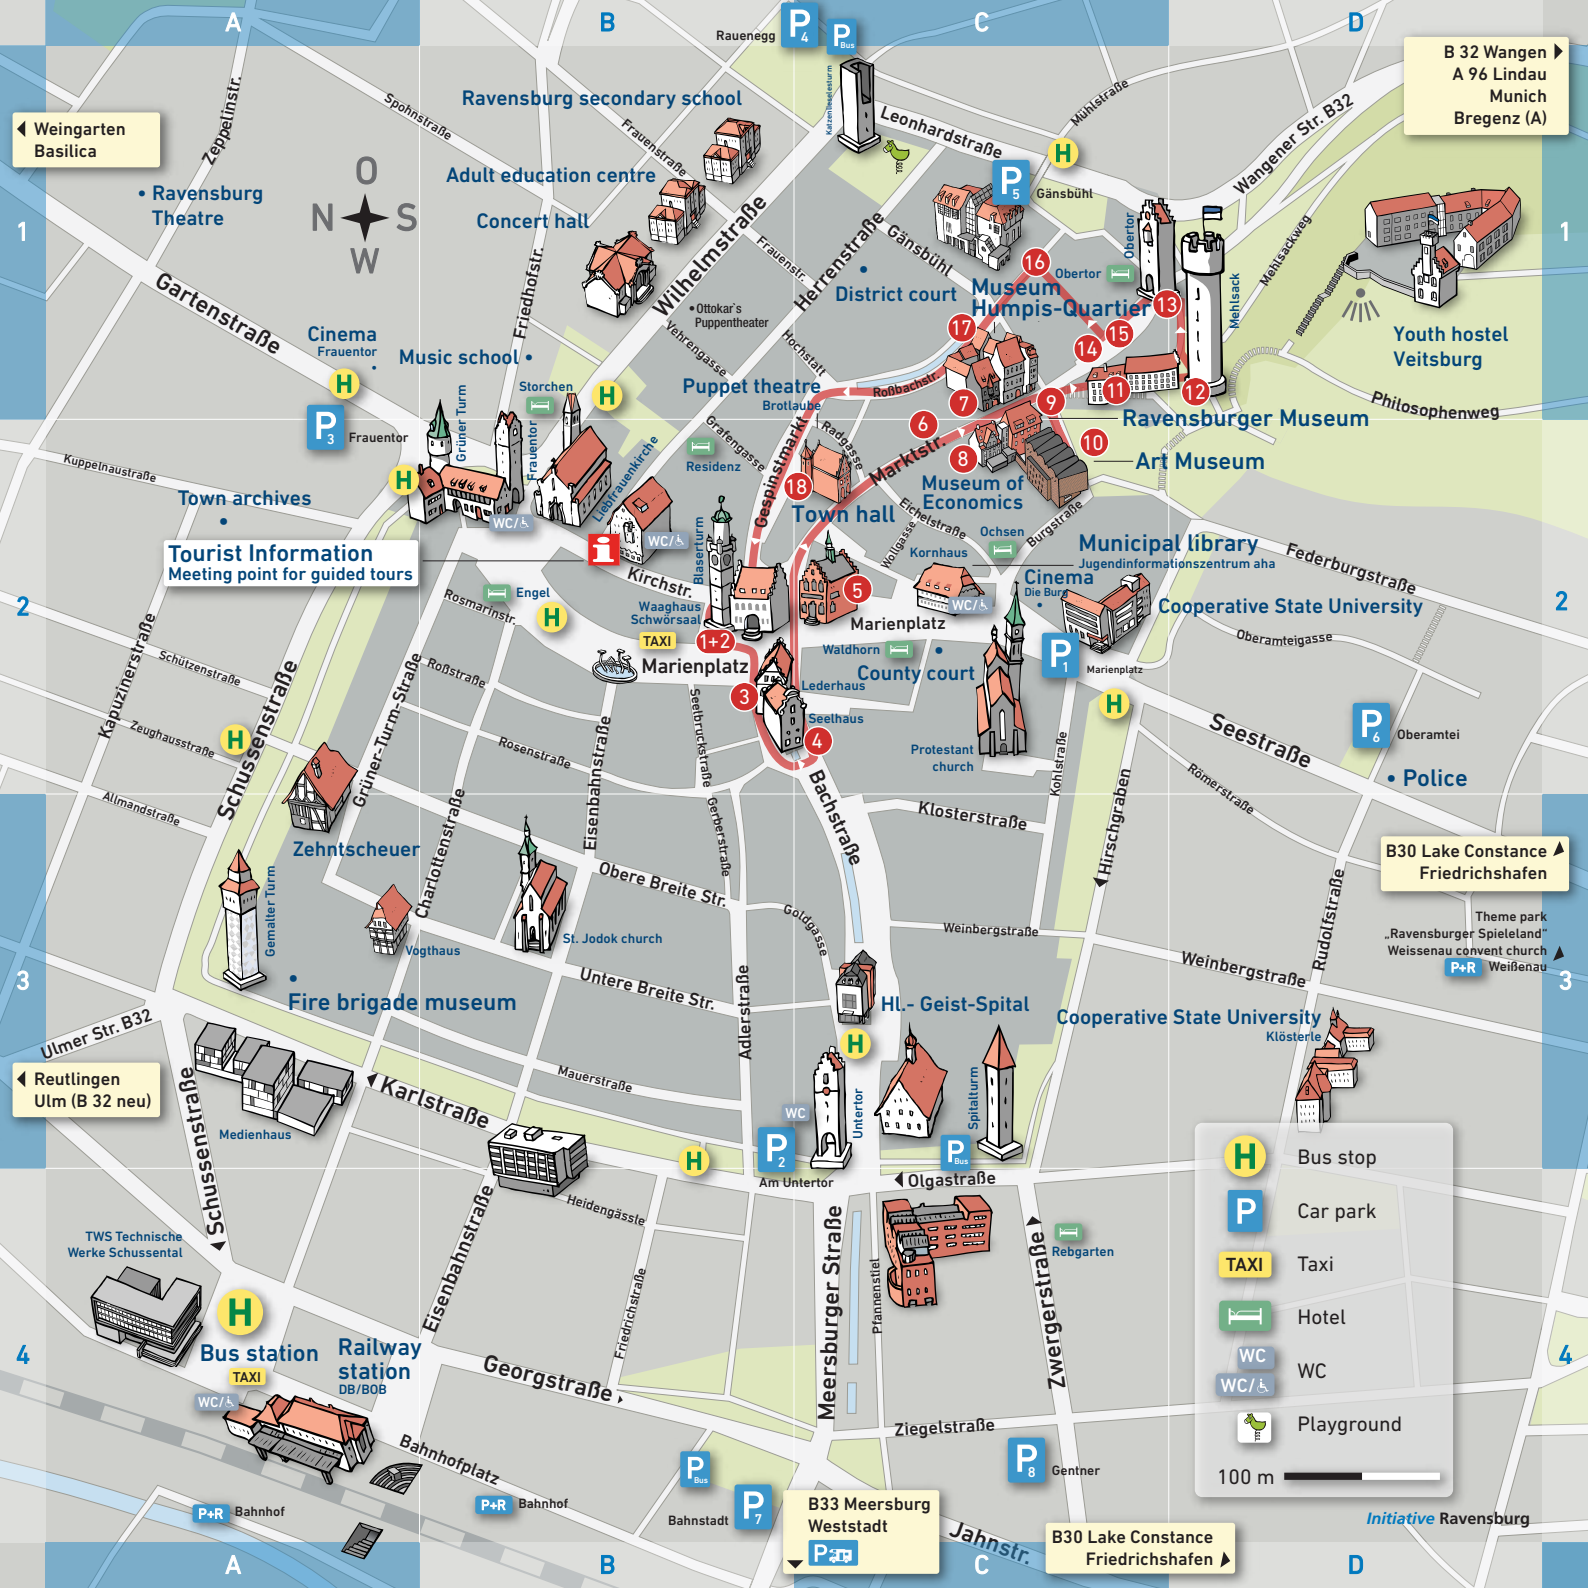 A
B
C
D
1
2
3
4
1
2
3
4
A
B
C
D
Rauenegg
P4
PBus
B 32 Wangen
A 96 Lindau
Munich
Bregenz (A)
Weingarten
Basilica
Zeppelinstr.
Spohnstraße
Ravensburg secondary school
Frauenstraße
Katzenlieselesturm
Leonhardstraße
Mühlstraße
H
Wangener Str. B32
Ravensburg
Theatre
O
N
S
W
Adult education centre
Concert hall
P5
Gänsbühl
Gänsbühl
Obertor
Obertor
Mehlsack
Mehlsackweg
Wilhelmstraße
Frauenstr.
Herrenstraße
District court
Museum
Humpis-Quartier
16
13
17
15
14
Youth hostel
Veitsburg
Gartenstraße
Friedhofstr.
Ottokar`s
Puppentheater
Vehrengasse
Hochstatt
Cinema
Frauentor
Music school
H
Storchen
H
Puppet theatre
Brotlaube
Roßbachstr.
7
9
11
12
Philosophenweg
P3
Frauentor
Grüner Turm
Frauentor
Liebfrauenkirche
Grafengasse
Residenz
Gespinstmarkt
Radgasse
6
Marktstr.
8
10
Ravensburger Museum
Art Museum
Museum of
Economics
Kuppelnaustraße
H
Town archives
WC/
WC/
18
Town hall
Eichelstraße
Wollgasse
Ochsen
Burgstraße
Kornhaus
Municipal library
Jugendinformationszentrum aha
Federburgstraße
Tourist Information
Meeting point for guided tours
i
Kirchstr.
Blaserturm
Waaghaus
Schwörsaal
5
WC/
Cinema
Die Burg
Cooperative State University
Oberamteigasse
Engel
Rosmarinstr.
H
TAXI
1+2
Marienplatz
Marienplatz
Waldhorn
County court
P1
Marienplatz
Kapuzinerstraße
Schützenstraße
Zeughausstraße
H
Schussenstraße
Grüner-Turm-Straße
Roßstraße
Rosenstraße
Eisenbahnstraße
Seelbruckstraße
Lederhaus
3
Seelhaus
4
Protestant
church
H
Kohlstraße
Seestraße
P6
Oberamtei
Police
Allmandstraße
Römerstraße
Zehntscheuer
Charlottenstraße
Gerberstraße
Bachstraße
Klosterstraße
Hirschgraben
Rudolfstraße
B30 Lake Constance
Friedrichshafen
Gemalter Turm
Vogthaus
St. Jodok church
Obere Breite Str.
Goldgasse
Weinbergstraße
Weinbergstraße
Theme park
„Ravensburger Spieleland"
Weissenau convent church
P+R Weißenau
Fire brigade museum
Untere Breite Str.
Adlerstraße
Hl.- Geist-Spital
Cooperative State University
Klösterle
Ulmer Str. B32
H
Reutlingen
Ulm (B 32 neu)
Schussenstraße
Medienhaus
Karlstraße
Mauerstraße
WC
Untertor
Spitalturm
H
P2
Am Untertor
PBus
Olgastraße
H Bus stop
P Car park
TAXI Taxi
Hotel
WC
WC/
WC
Playground
100 m
TWS Technische
Werke Schussental
Heidengässle
Eisenbahnstraße
Friedrichstraße
Meersburger Straße
Pfannenstiel
Zwergerstraße
Rebgarten
H
Bus station
TAXI
WC/
Railway
station
DB/BOB
Georgstraße
Ziegelstraße
Bahnhofplatz
PBus
P7
Bahnstadt
P8
Gentner
P+R Bahnhof
P+R Bahnhof
B33 Meersburg
Weststadt
P
Jahnstr.
B30 Lake Constance
Friedrichshafen
Initiative Ravensburg